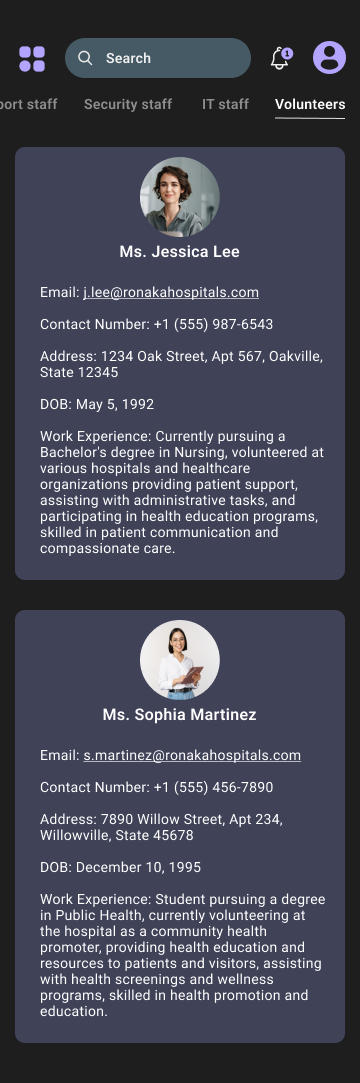 Search
1
port staff Security staff IT staff Volunteers
Ms. Jessica Lee
Email: j.lee@ronakahospitals.com
Contact Number: +1 (555) 987-6543
Address: 1234 Oak Street, Apt 567, Oakville,
State 12345
DOB: May 5, 1992
Work Experience: Currently pursuing a
Bachelor's degree in Nursing, volunteered at
various hospitals and healthcare
organizations providing patient support,
assisting with administrative tasks, and
participating in health education programs,
skilled in patient communication and
compassionate care.
Ms. Sophia Martinez
Email: s.martinez@ronakahospitals.com
Contact Number: +1 (555) 456-7890
Address: 7890 Willow Street, Apt 234,
Willowville, State 45678
DOB: December 10, 1995
Work Experience: Student pursuing a degree
in Public Health, currently volunteering at
the hospital as a community health
promoter, providing health education and
resources to patients and visitors, assisting
with health screenings and wellness
programs, skilled in health promotion and
education.